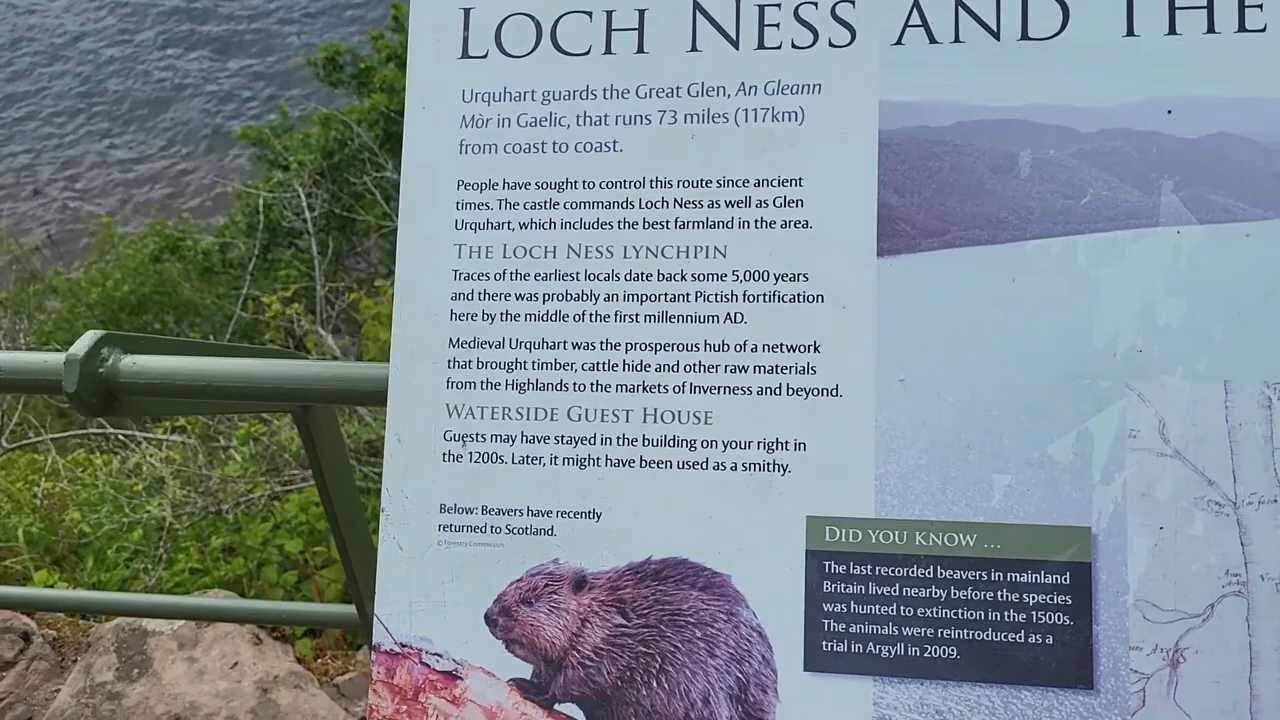 LOCH NESS AND THE
Urquhart guards the Great Glen, An Gleann
Mòr in Gaelic, that runs 73 miles (117km)
from coast to coast.
People have sought to control this route since ancient
times. The castle commands Loch Ness as well as Glen
Urquhart, which includes the best farmland in the area.
THE LOCH NESS LYNCHPIN
Traces of the earliest locals date back some 5,000 years
and there was probably an important Pictish fortification
here by the middle of the first millennium AD.
Medieval Urquhart was the prosperous hub of a network
that brought timber, cattle hide and other raw materials
from the Highlands to the markets of Inverness and beyond.
WATERSIDE GUEST HOUSE
Guests may have stayed in the building on your right in
the 1200s. Later, it might have been used as a smithy.
Below: Beavers have recently
returned to Scotland.
© Forestry Commission
DID YOU KNOW ...
The last recorded beavers in mainland
Britain lived nearby before the species
was hunted to extinction in the 1500s.
The animals were reintroduced as a
trial in Argyll in 2009.